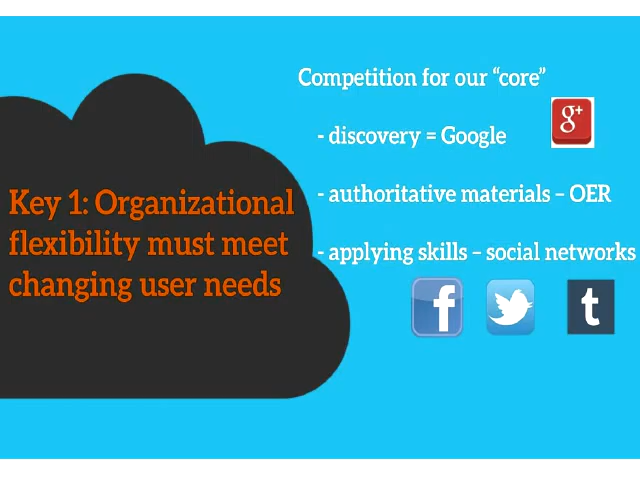 Key 1: Organizational
flexibility must meet
changing user needs
Competition for our “core”
- discovery = Google
g+
- authoritative materials – OER
- applying skills – social networks
f
t